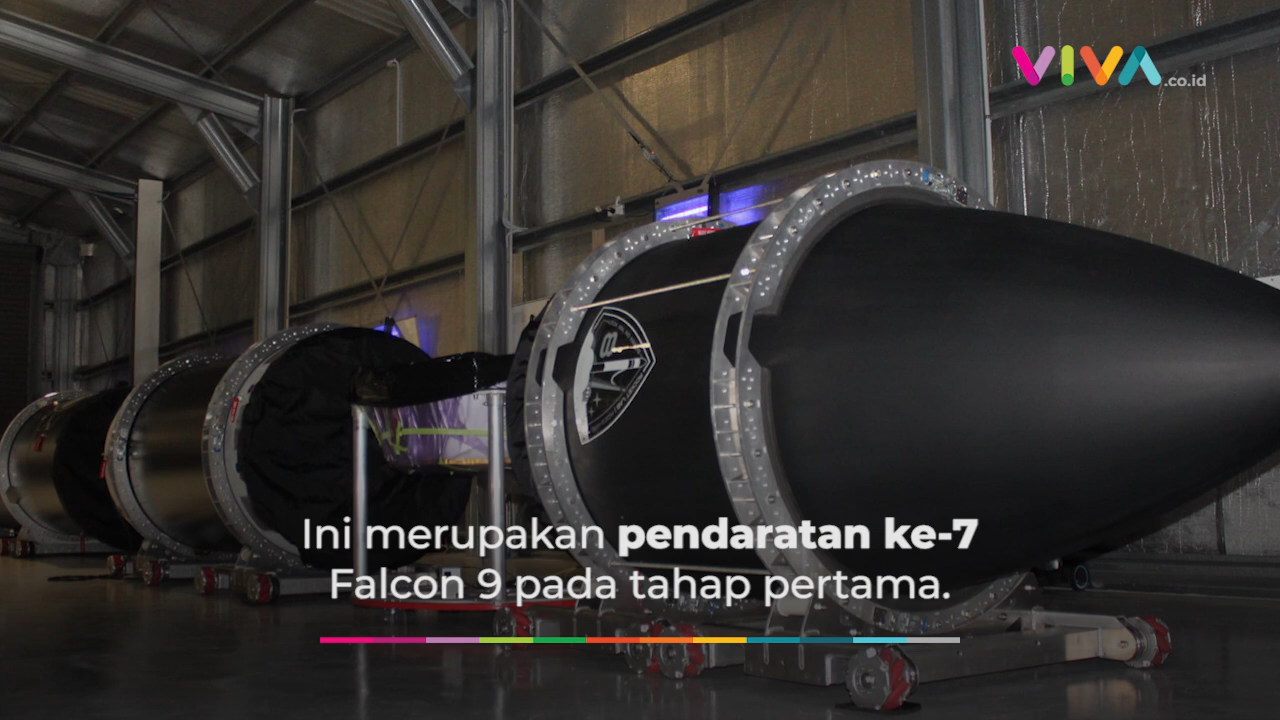 VIVA.co.id
Ini merupakan pendaratan ke-7
Falcon 9 pada tahap pertama.